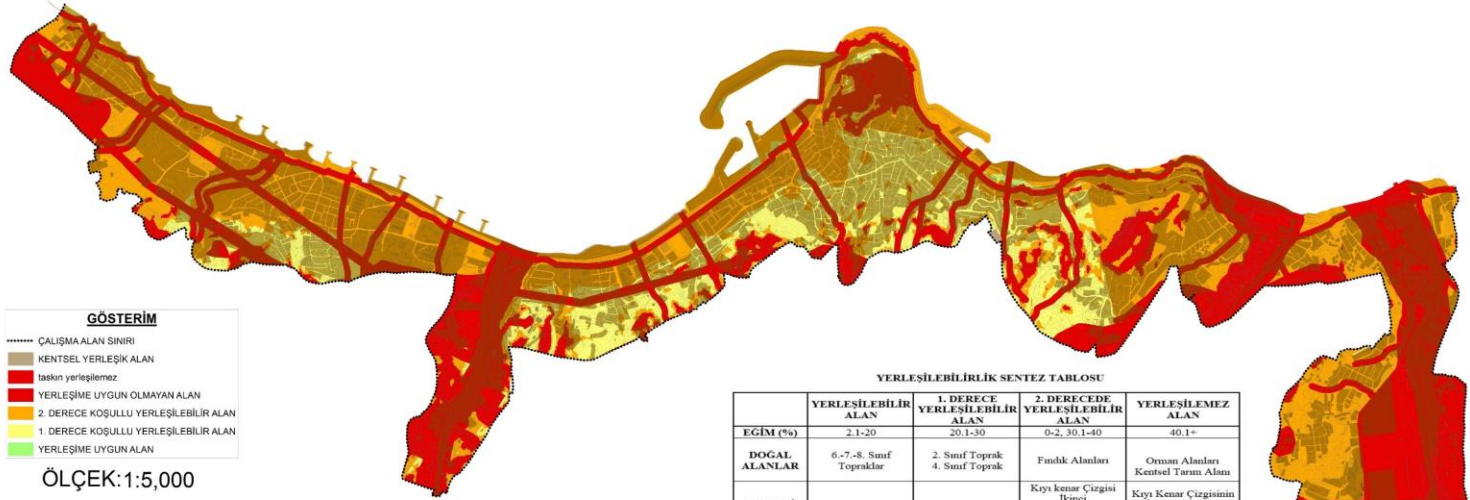 GÖSTERİM
ÇALIŞMA ALAN SINIRI
KENTSEL YERLEŞİK ALAN
taskın yerleşilemez
YERLEŞİME UYGUN OLMAYAN ALAN
2. DERECE KOŞULLU YERLEŞİLEBİLİR ALAN
1. DERECE KOŞULLU YERLEŞİLEBİLİR ALAN
YERLEŞİME UYGUN ALAN
ÖLÇEK:1:5,000
YERLEŞİLEBİLİRLİK SENTEZ TABLOSU
YERLEŞİLEBİLİR ALAN
1. DERECE YERLEŞİLEBİLİR ALAN
2. DERECEDE YERLEŞİLEBİLİR ALAN
YERLEŞİLEMEZ ALAN
EĞİM (%) 2.1-20 20.1-30 0-2, 30.1-40 40.1+
DOĞAL ALANLAR
6.-7.-8. Sınıf Topraklar
2. Sınıf Toprak
4. Sınıf Toprak
Fındık Alanları
Orman Alanları
Kentsel Tarım Alanı
Kıyı kenar Çizgisi
İkinci
Kıyı Kenar Çizgisinin